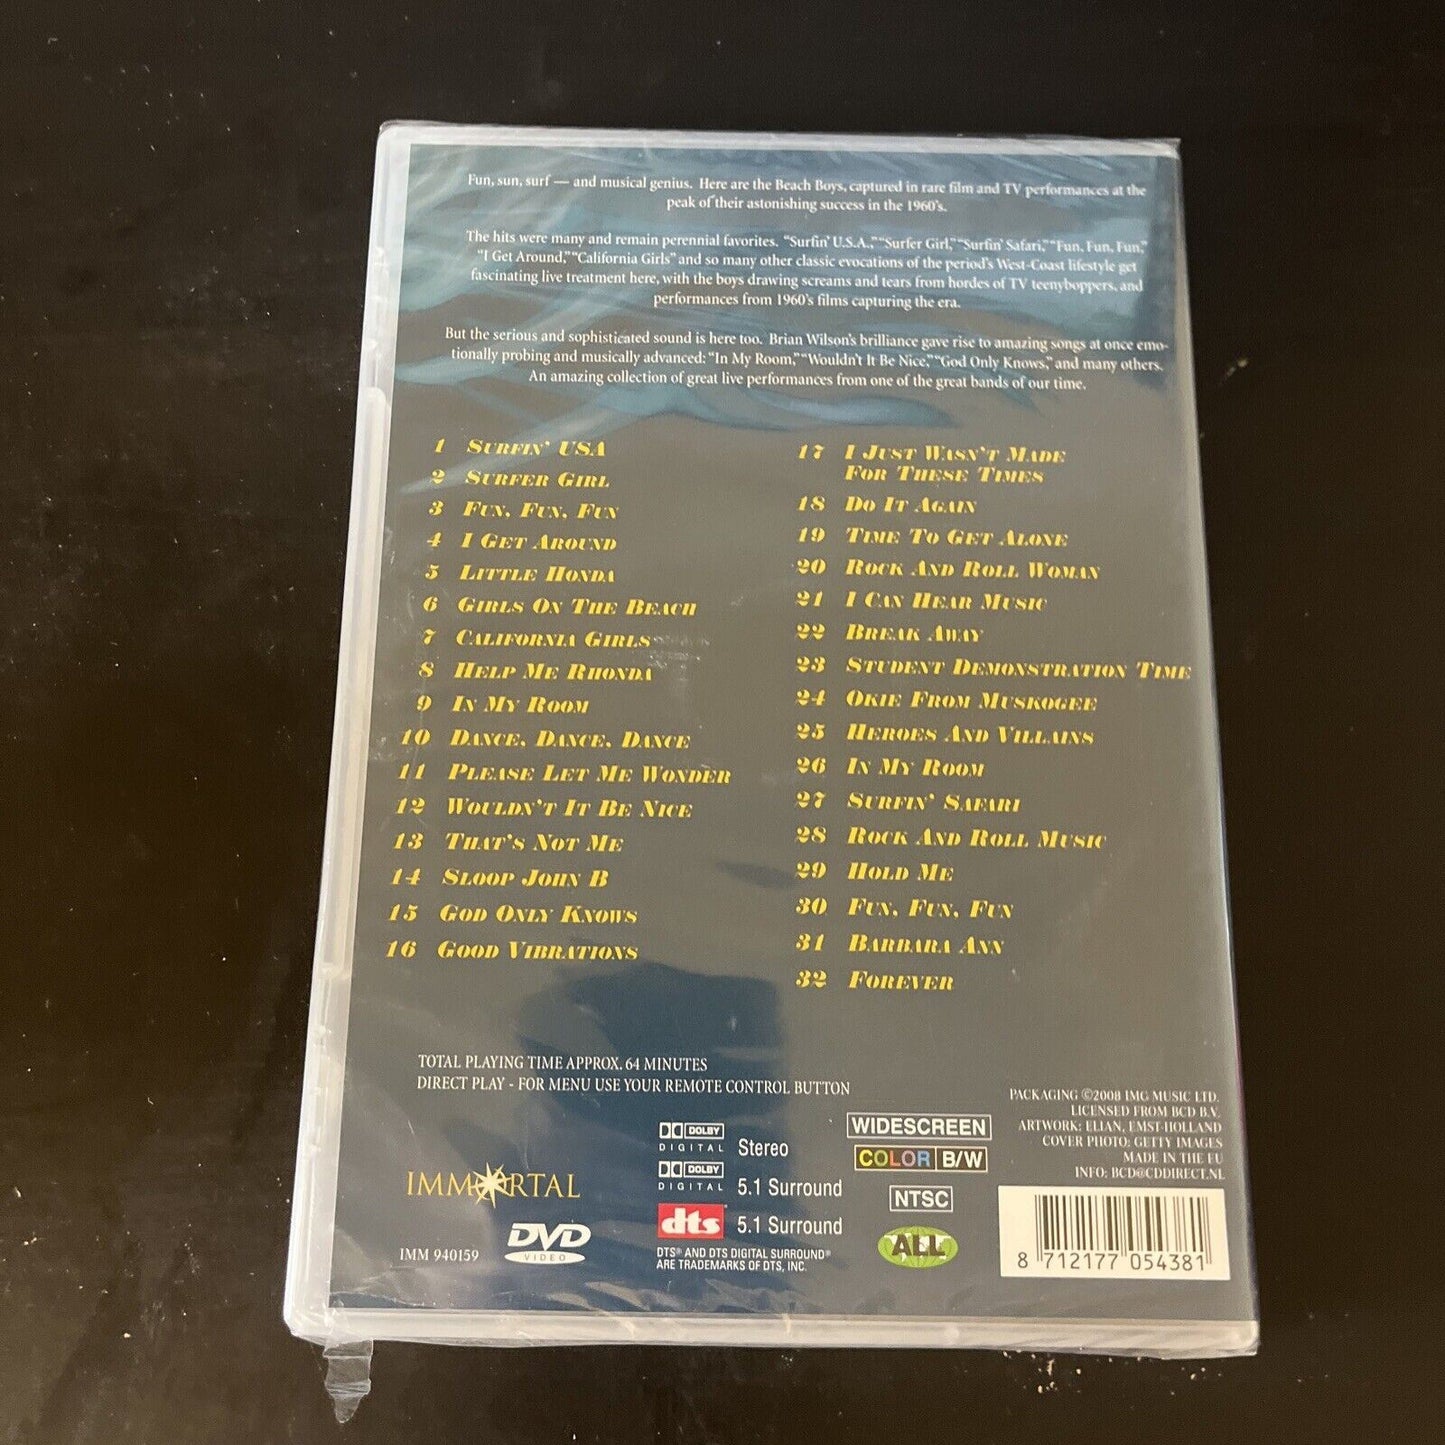 Fun, sun, surf — and musical genius. Here are the Beach Boys, captured in rare film and TV performances at the
peak of their astonishing success in the 1960's.
The hits were many and remain perennial favorites. "Surfin' U.S.A.," "Surfer Girl," "Surfin' Safari," "Fun, Fun, Fun,"
"I Get Around," "California Girls" and so many other classic evocations of the period's West-Coast lifestyle get
fascinating live treatment here, with the boys drawing screams and tears from hordes of TV teenyboppers, and
performances from 1960's films capturing the era.
But the serious and sophisticated sound is here too. Brian Wilson's brilliance gave rise to amazing songs at once emo-
tionally probing and musically advanced: "In My Room," "Wouldn't It Be Nice," "God Only Knows," and many others.
An amazing collection of great live performances from one of the great bands of our time.
1 Surfin' USA
2 Surfer Girl
3 Fun, Fun, Fun
4 I Get Around
5 Little Honda
6 Girls On The Beach
7 California Girls
8 Help Me Rhonda
9 In My Room
10 Dance, Dance, Dance
11 Please Let Me Wonder
12 Wouldn't It Be Nice
13 That's Not Me
14 Sloop John B
15 God Only Knows
16 Good Vibrations
17 I Just Wasn't Made
For These Times
18 Do It Again
19 Time To Get Alone
20 Rock And Roll Woman
21 I Can Hear Music
22 Break Away
23 Student Demonstration Time
24 Okie From Muskogee
25 Heroes And Villains
26 In My Room
27 Surfin' Safari
28 Rock And Roll Music
29 Hold Me
30 Fun, Fun, Fun
31 Barbara Ann
32 Forever
TOTAL PLAYING TIME APPROX. 64 MINUTES
DIRECT PLAY - FOR MENU USE YOUR REMOTE CONTROL BUTTON
IMMORTAL
IMM 940159
DVD
VIDEO
DOLBY
DIGITAL Stereo
DOLBY
DIGITAL 5.1 Surround
dts 5.1 Surround
DTS® AND DTS DIGITAL SURROUND®
ARE TRADEMARKS OF DTS, INC.
WIDESCREEN
COLOR B/W
NTSC
ALL
PACKAGING ©2008 IMG MUSIC LTD.
LICENSED FROM BCD B.V.
ARTWORK: ELIAN, EMST-HOLLAND
COVER PHOTO: GETTY IMAGES
MADE IN THE EU
INFO: BCD@CDDIRECT.NL
8 712177 054381